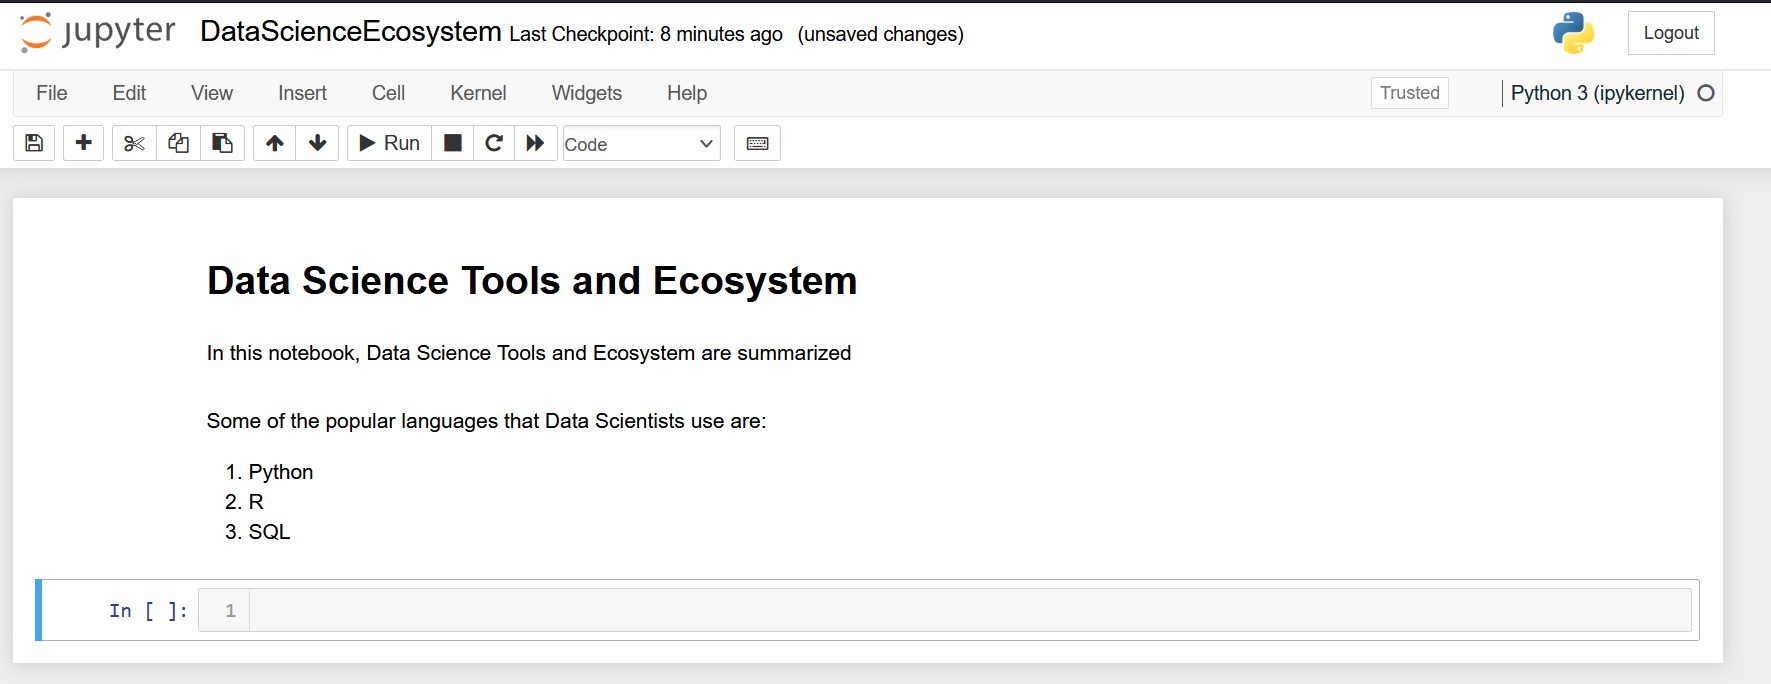 jupyter DataScienceEcosystem Last Checkpoint: 8 minutes ago (unsaved changes) Logout
File Edit View Insert Cell Kernel Widgets Help Trusted Python 3 (ipykernel)
Run Code
Data Science Tools and Ecosystem
In this notebook, Data Science Tools and Ecosystem are summarized
Some of the popular languages that Data Scientists use are:
1. Python
2. R
3. SQL
In [ ]: 1